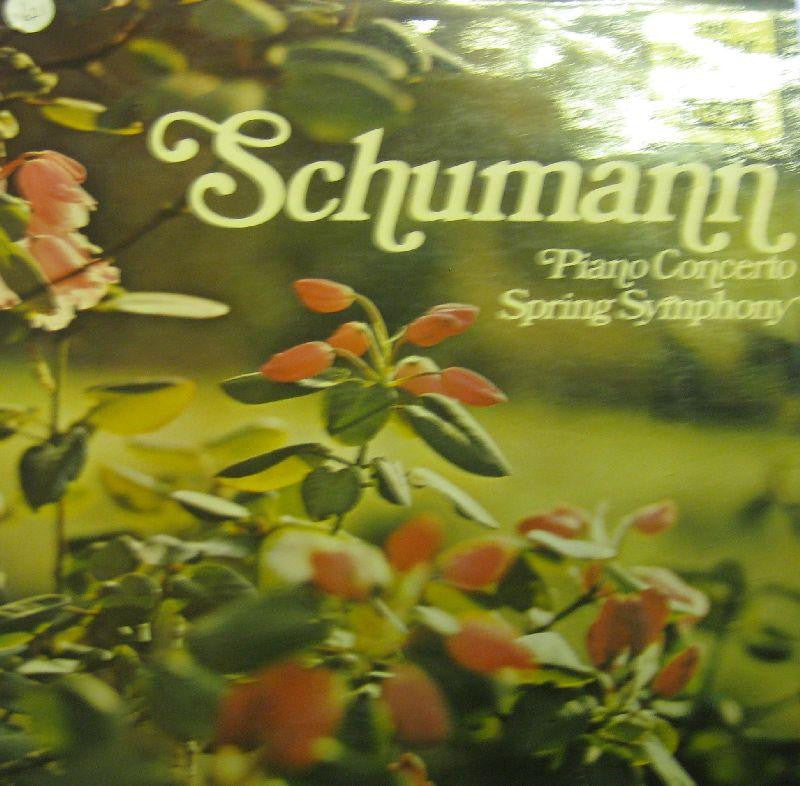 Schumann
Piano Concerto
Spring Symphony